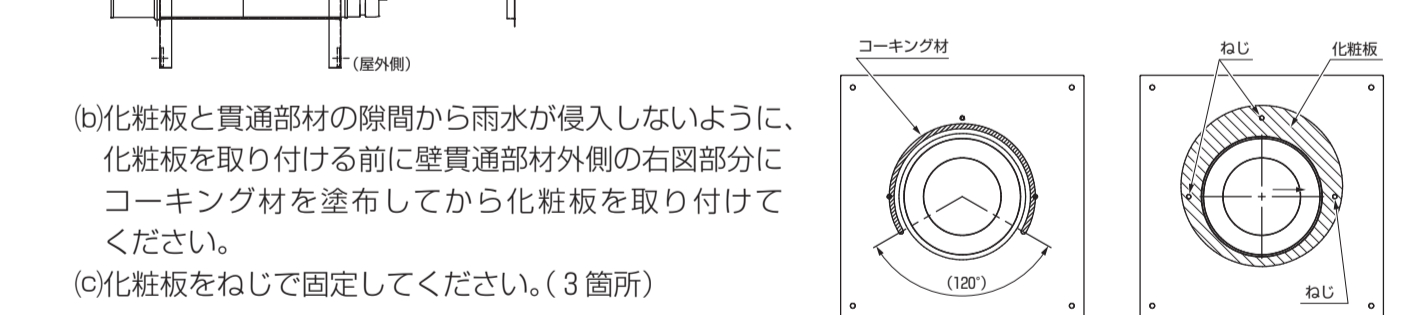 (屋外側)
(b)化粧板と貫通部材の隙間から雨水が侵入しないように、
化粧板を取り付ける前に壁貫通部材外側の右図部分に
コーキング材を塗布してから化粧板を取り付けて
ください。
(c)化粧板をねじで固定してください。(3箇所)
コーキング材
(120°)
ねじ
化粧板
ねじ